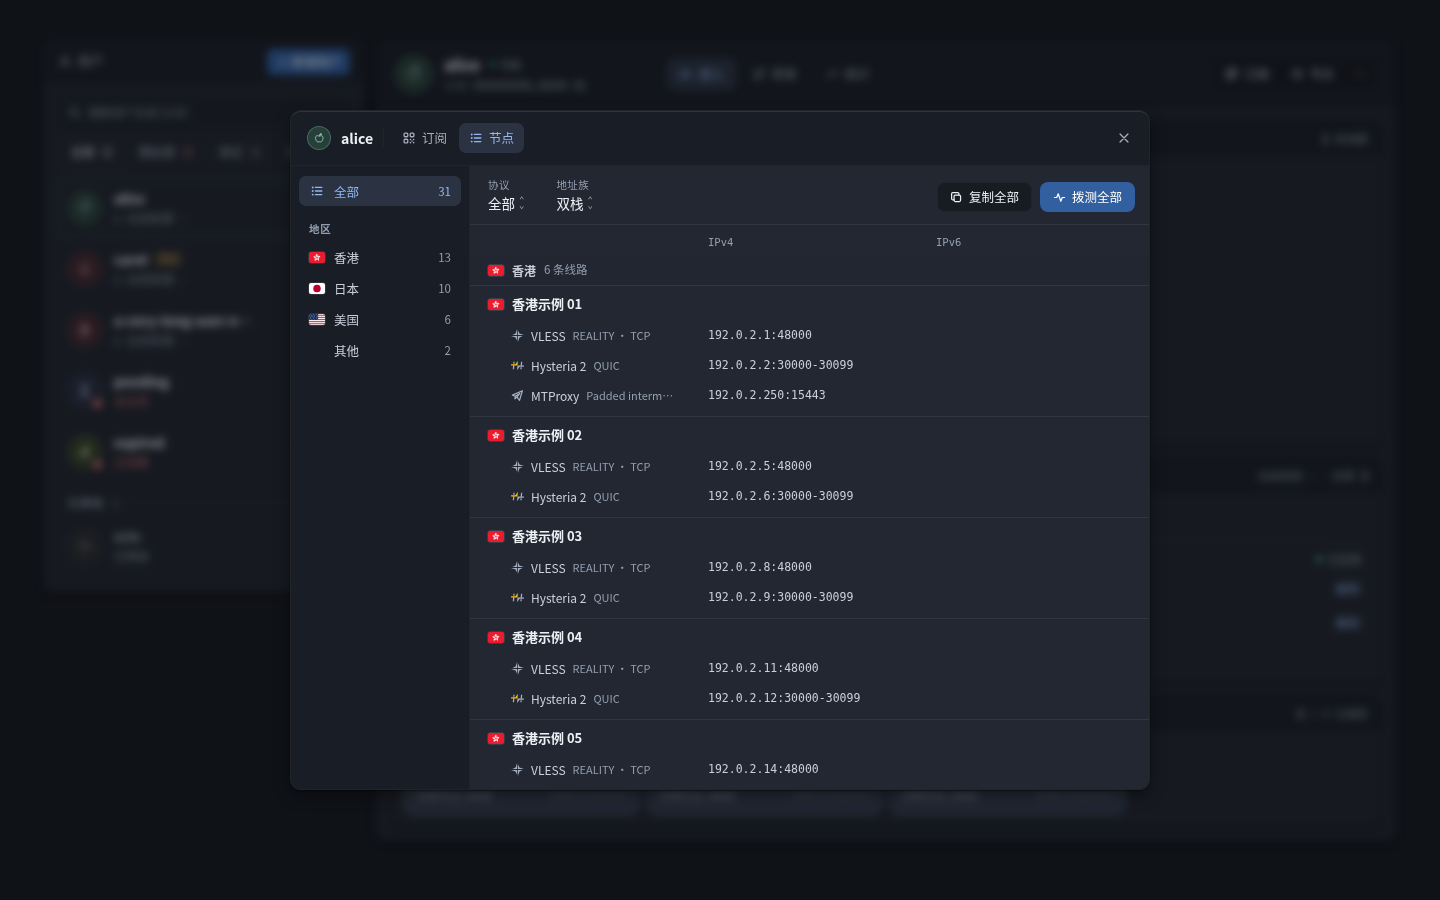 alice 订阅 节点
全部 31
地区
香港 13
日本 10
美国 6
其他 2
协议 地址族
全部 双栈
复制全部 拨测全部
IPv4 IPv6
香港 6 条线路
香港示例 01
VLESS REALITY · TCP 192.0.2.1:48000
Hysteria 2 QUIC 192.0.2.2:30000-30099
MTProxy Padded interm… 192.0.2.250:15443
香港示例 02
VLESS REALITY · TCP 192.0.2.5:48000
Hysteria 2 QUIC 192.0.2.6:30000-30099
香港示例 03
VLESS REALITY · TCP 192.0.2.8:48000
Hysteria 2 QUIC 192.0.2.9:30000-30099
香港示例 04
VLESS REALITY · TCP 192.0.2.11:48000
Hysteria 2 QUIC 192.0.2.12:30000-30099
香港示例 05
VLESS REALITY · TCP 192.0.2.14:48000